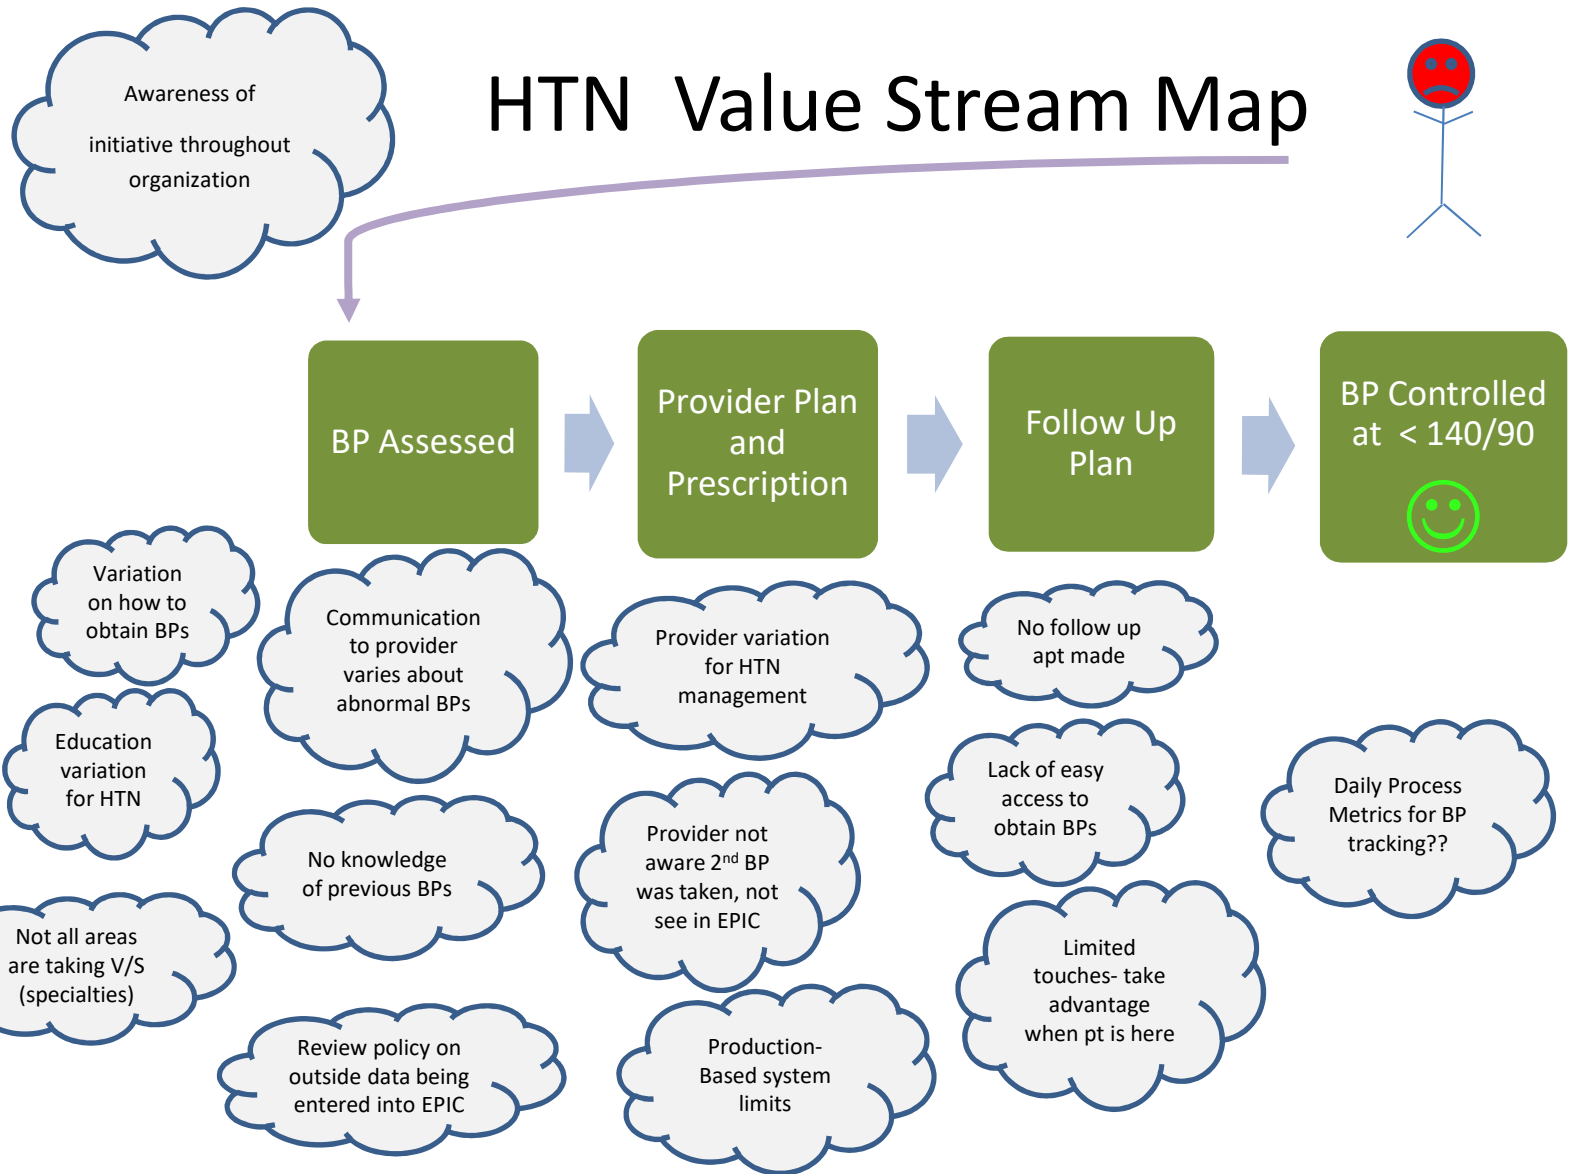 Awareness of
initiative throughout
organization
HTN Value Stream Map
BP Assessed
Provider Plan
and
Prescription
Follow Up
Plan
BP Controlled
at < 140/90
Variation
on how to
obtain BPs
Communication
to provider
varies about
abnormal BPs
Provider variation
for HTN
management
No follow up
apt made
Education
variation
for HTN
Lack of easy
access to
obtain BPs
Daily Process
Metrics for BP
tracking??
No knowledge
of previous BPs
Provider not
aware 2nd BP
was taken, not
see in EPIC
Not all areas
are taking V/S
(specialties)
Limited
touches- take
advantage
when pt is here
Review policy on
outside data being
entered into EPIC
Production-
Based system
limits